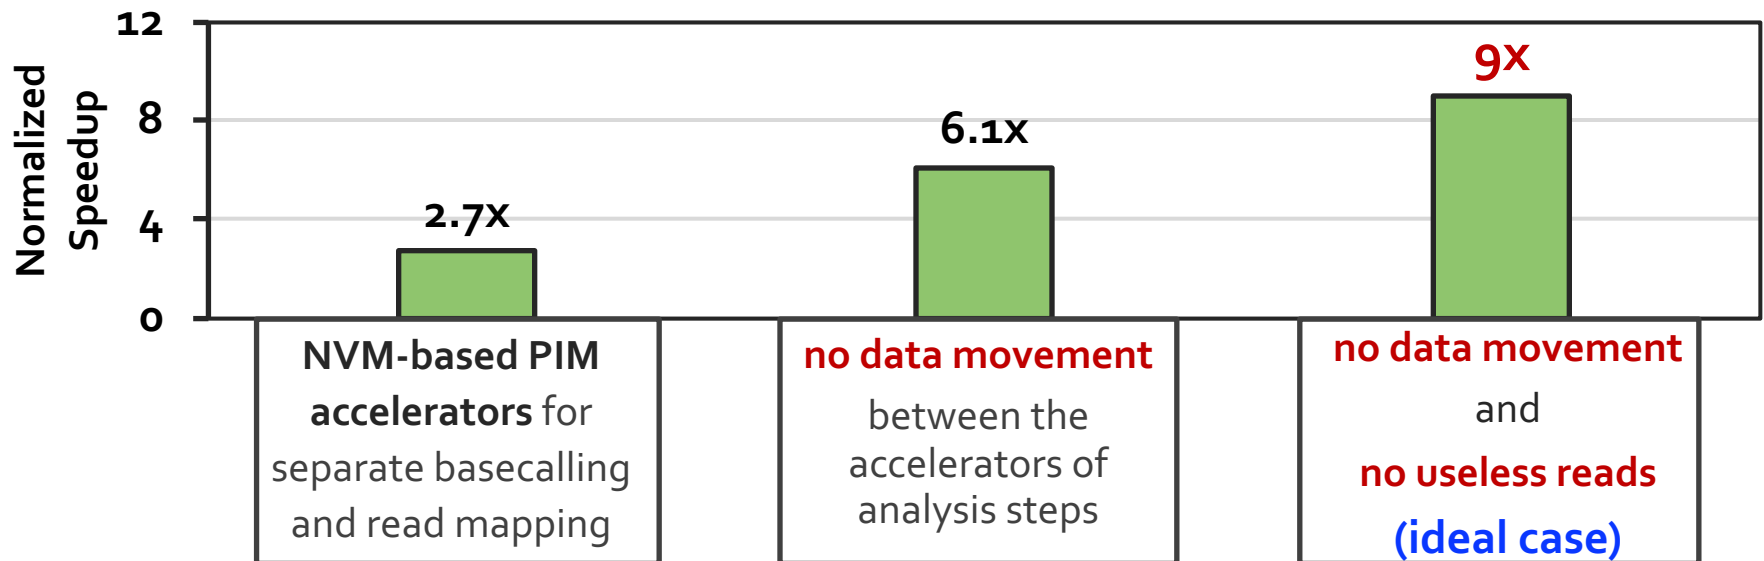 Normalized
Speedup
12
8
4
0
2.7x
6.1x
9x
NVM-based PIM
accelerators for
separate basecalling
and read mapping
no data movement
between the
accelerators of
analysis steps
no data movement
and
no useless reads
(ideal case)